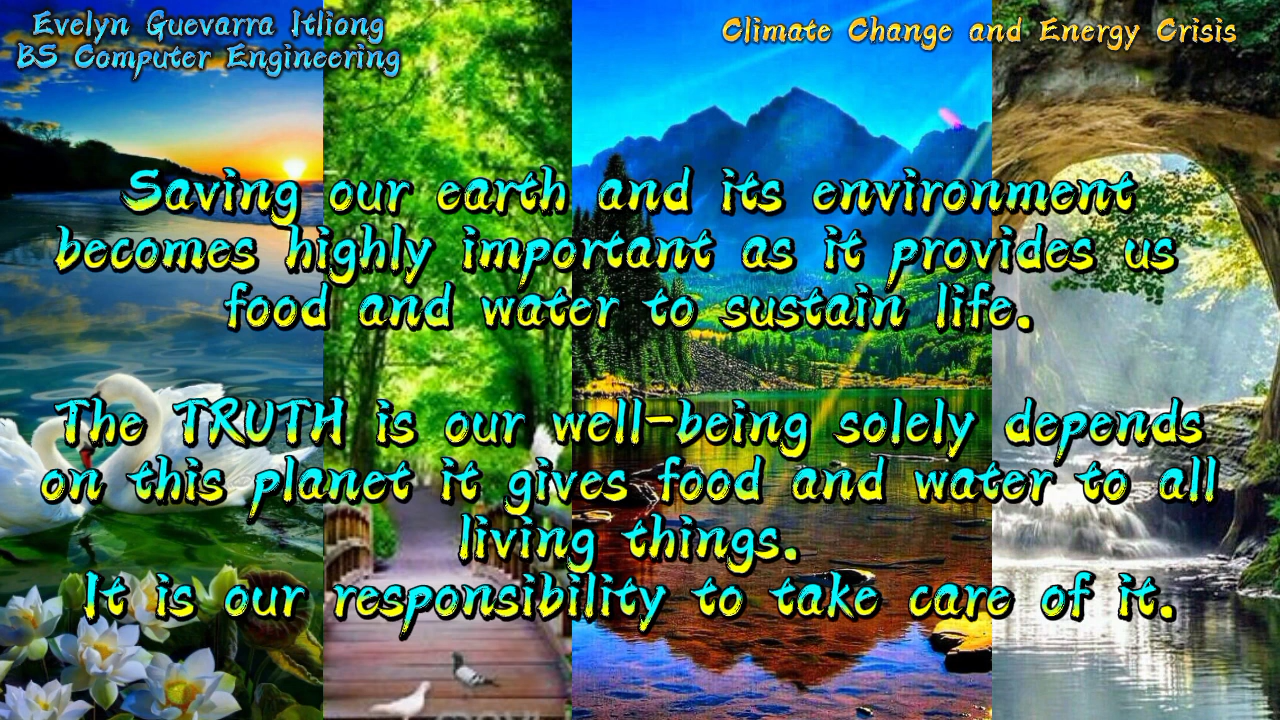 Evelyn Guevarra Itliong
BS Computer Engineering
Climate Change and Energy Crisis
Saving our earth and its environment
becomes highly important as it provides us
food and water to sustain life.
The TRUTH is our well-being solely depends
on this planet it gives food and water to all
living things.
It is our responsibility to take care of it.